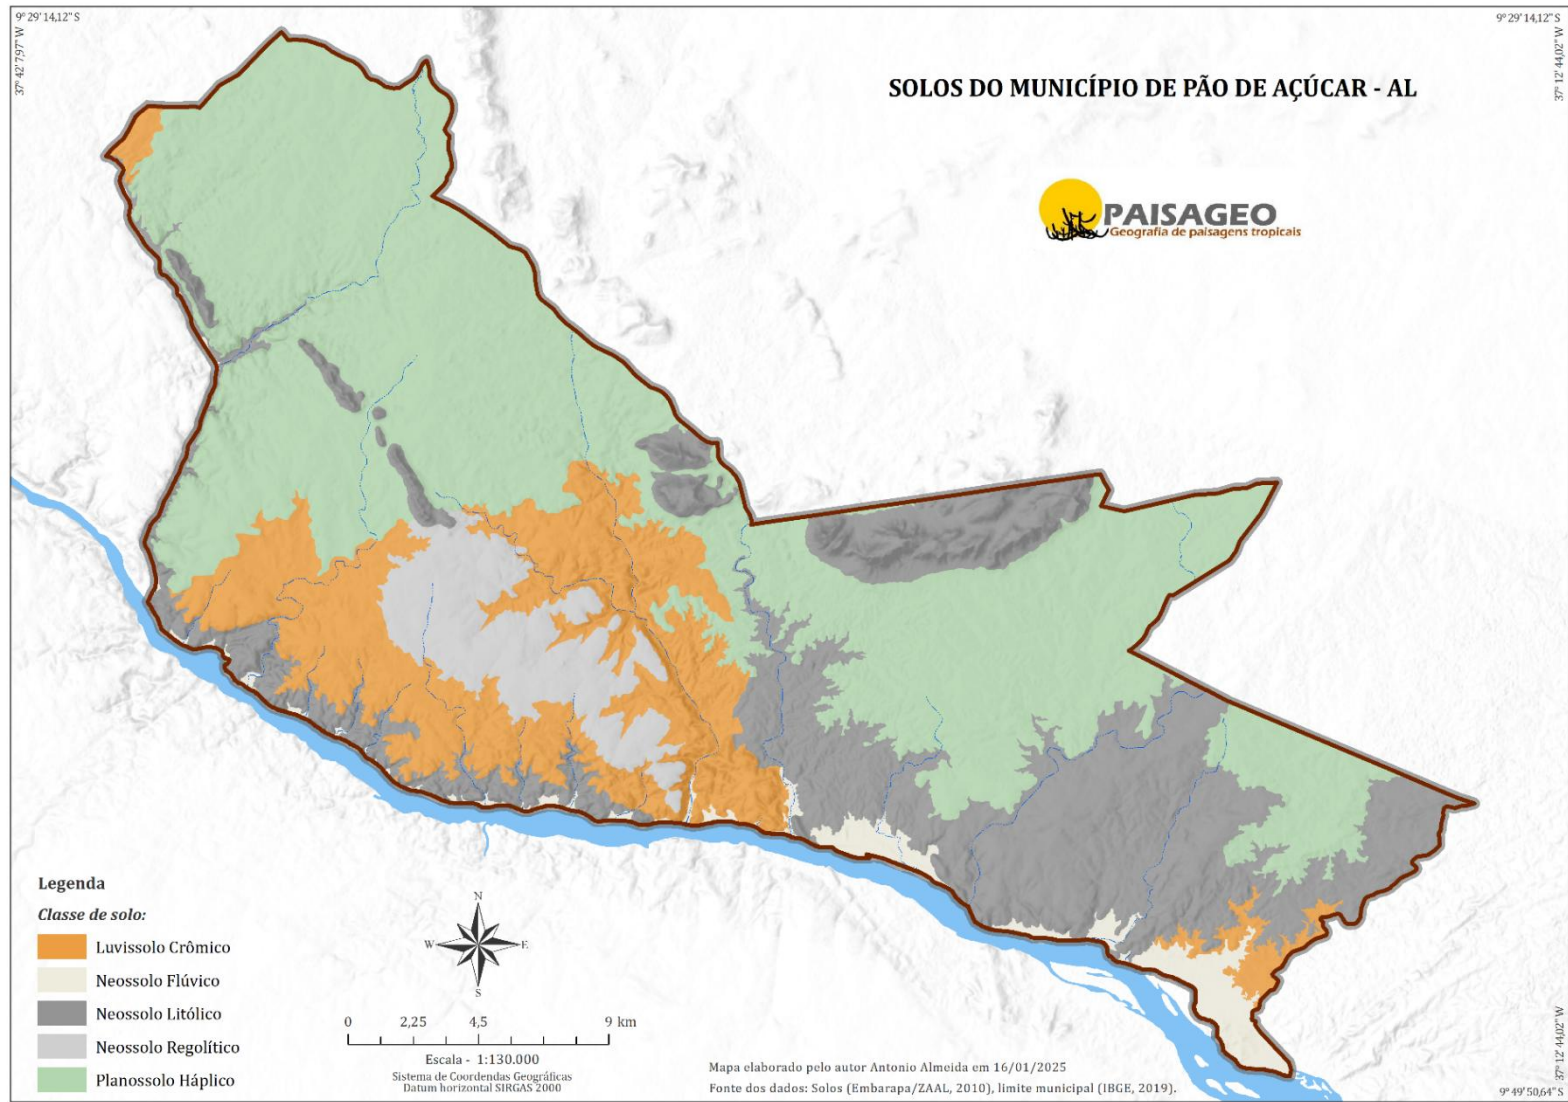 9° 29' 14,12" S
9° 29' 14,12" S
37° 42' 7,97" W
37° 12' 44,02" W
SOLOS DO MUNICÍPIO DE PÃO DE AÇÚCAR - AL
PAISAGEO
Geografia de paisagens tropicais
Legenda
Classe de solo:
Luvissolo Crômico
Neossolo Flúvico
Neossolo Litólico
Neossolo Regolítico
Planossolo Háplico
N
W
E
S
0 2,25 4,5 9 km
Escala - 1:130.000
Sistema de Coordendas Geográficas
Datum horizontal SIRGAS 2000
Mapa elaborado pelo autor Antonio Almeida em 16/01/2025
Fonte dos dados: Solos (Embarapa/ZAAL, 2010), limite municipal (IBGE, 2019).
37° 12' 44,02" W
9° 49' 50,64" S